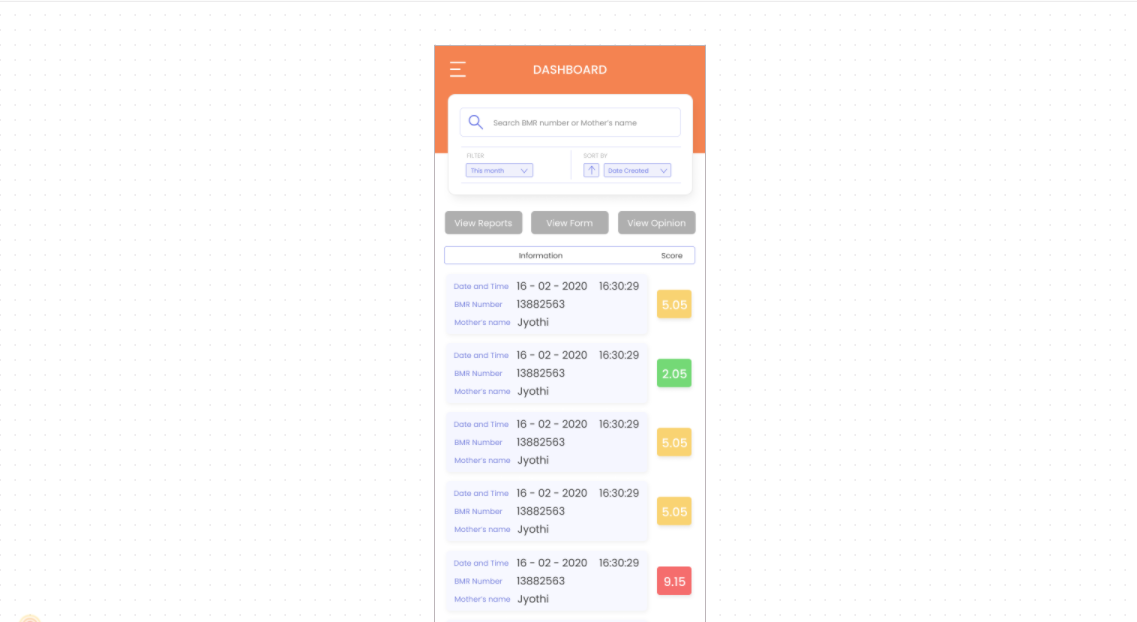 DASHBOARD
Search BMR number or Mother's name
FILTER SORT BY
This month Date Created
View Reports View Form View Opinion
Information Score
Date and Time 16 - 02 - 2020 16:30:29
BMR Number 13882563 5.05
Mother's name Jyothi
Date and Time 16 - 02 - 2020 16:30:29
BMR Number 13882563 2.05
Mother's name Jyothi
Date and Time 16 - 02 - 2020 16:30:29
BMR Number 13882563 5.05
Mother's name Jyothi
Date and Time 16 - 02 - 2020 16:30:29
BMR Number 13882563 5.05
Mother's name Jyothi
Date and Time 16 - 02 - 2020 16:30:29
BMR Number 13882563 9.15
Mother's name Jyothi